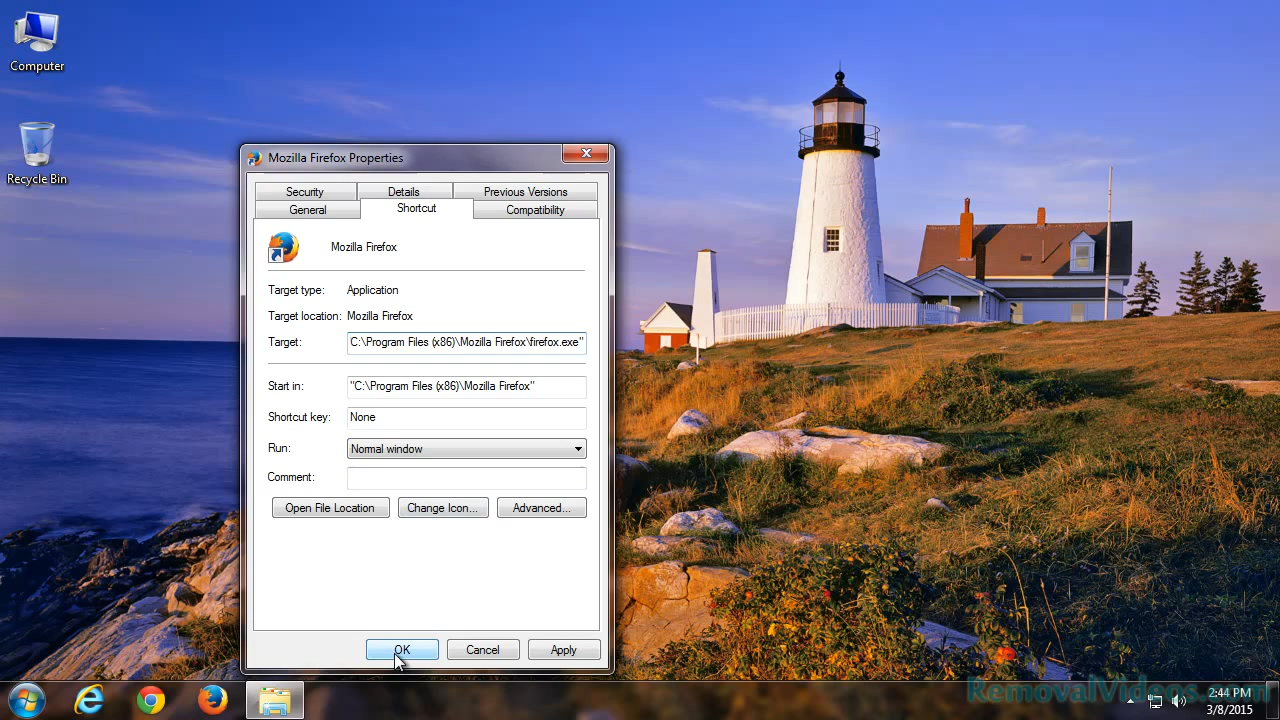 Computer
Recycle Bin
Mozilla Firefox Properties
Security Details Previous Versions
General Shortcut Compatibility
Mozilla Firefox
Target type: Application
Target location: Mozilla Firefox
Target: C:\Program Files (x86)\Mozilla Firefox\firefox.exe"
Start in: "C:\Program Files (x86)\Mozilla Firefox"
Shortcut key: None
Run: Normal window
Comment:
Open File Location Change Icon... Advanced...
OK Cancel Apply
RemovalVideos.com
2:44 PM
3/8/2015